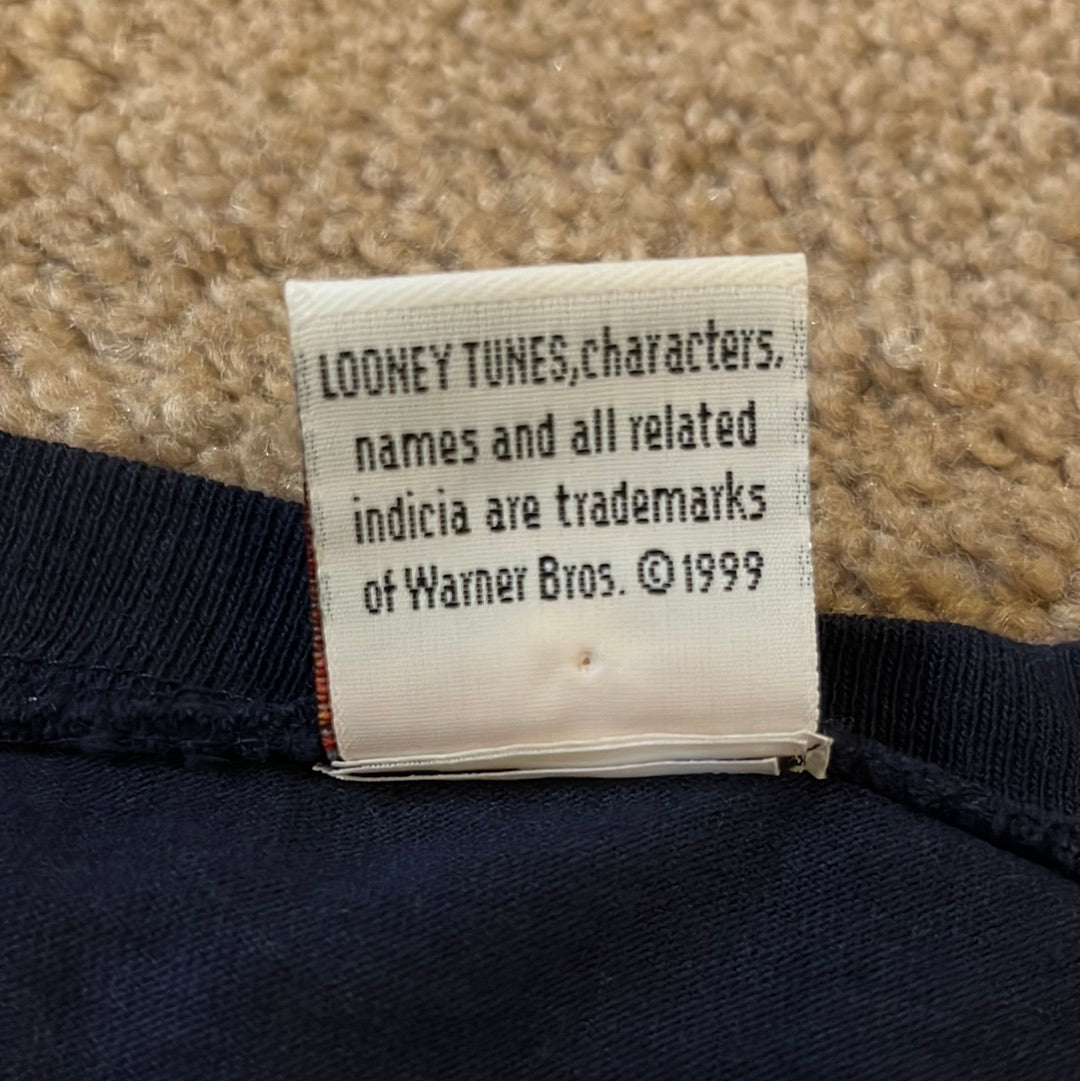 LOONEY TUNES,characters,
names and all related
indicia are trademarks
of Warner Bros. ©1999